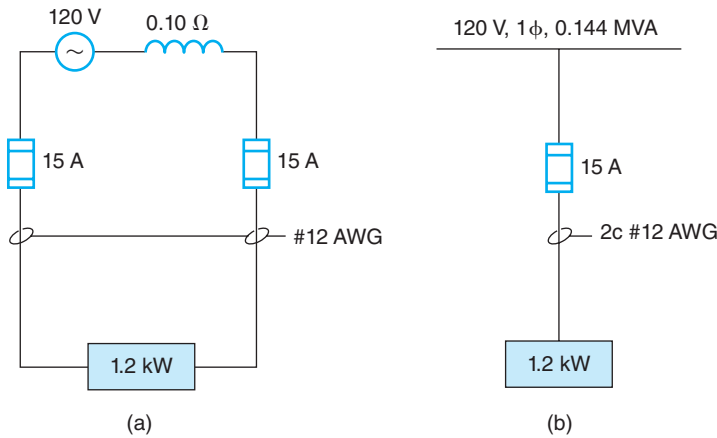 120 V
0.10 Ω
15 A
15 A
#12 AWG
1.2 kW
(a)
120 V, 1ϕ, 0.144 MVA
15 A
2c #12 AWG
1.2 kW
(b)